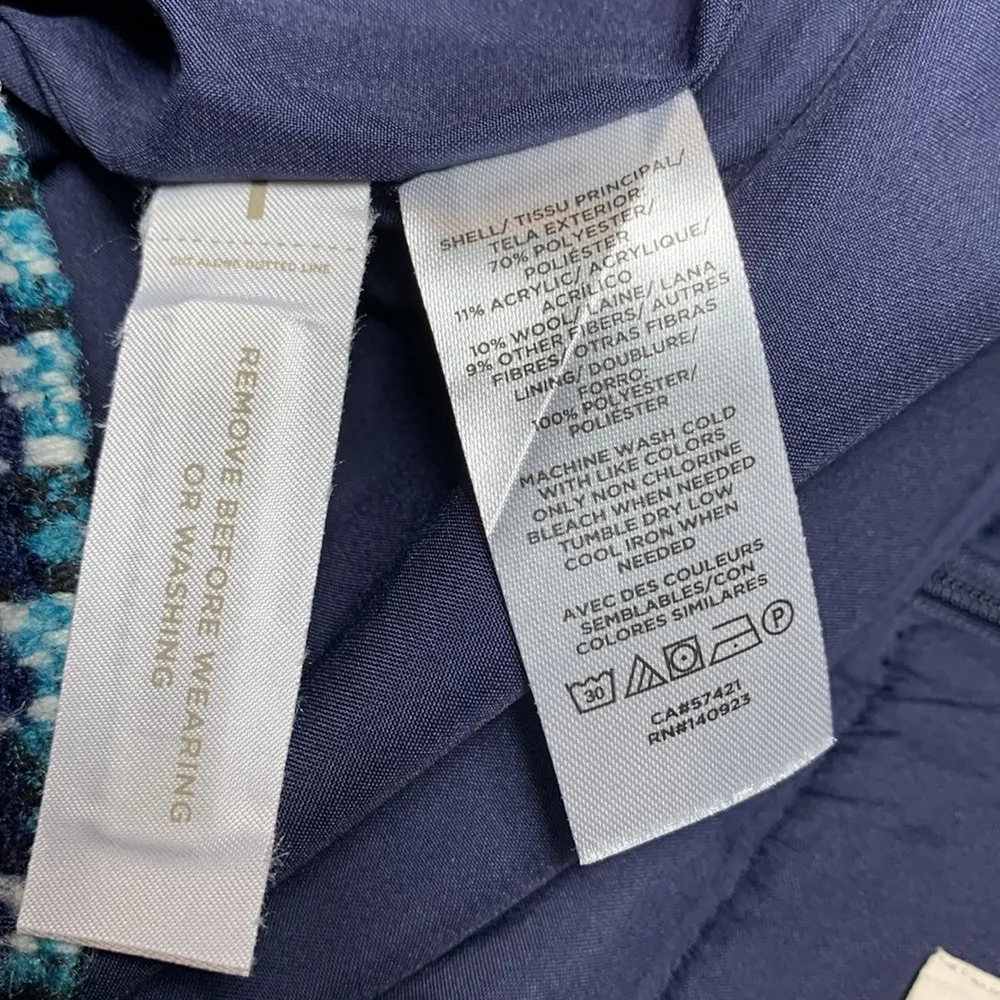 CUT ALONG DOTTED LINE
REMOVE BEFORE WEARING
OR WASHING
SHELL/ TISSU PRINCIPAL/
TELA EXTERIOR:
70% POLYESTER/
POLIÉSTER
11% ACRYLIC/ ACRYLIQUE/
ACRÍLICO
10% WOOL/ LAINE/ LANA
9% OTHER FIBERS/ AUTRES
FIBRES/ OTRAS FIBRAS
LINING/ DOUBLURE/
FORRO:
100% POLYESTER/
POLIÉSTER
MACHINE WASH COLD
WITH LIKE COLORS
ONLY NON CHLORINE
BLEACH WHEN NEEDED
TUMBLE DRY LOW
COOL IRON WHEN
NEEDED
AVEC DES COULEURS
SEMBLABLES/CON
COLORES SIMILARES
30 P
CA#57421
RN#140923